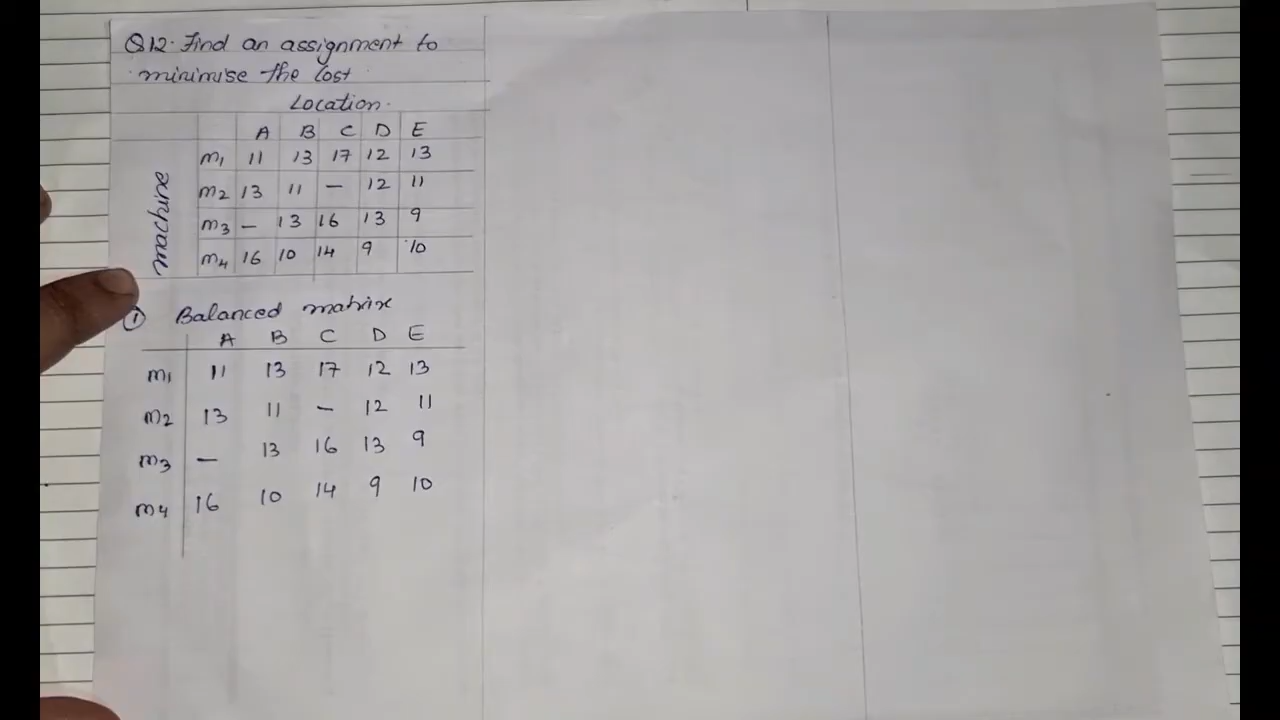 Q12. Find an assignment to
minimise the Cost
Location.
A B C D E
machine
m1 11 13 17 12 13
m2 13 11 – 12 11
m3 – 13 16 13 9
m4 16 10 14 9 10
① Balanced matrix
A B C D E
m1 11 13 17 12 13
m2 13 11 – 12 11
m3 – 13 16 13 9
m4 16 10 14 9 10